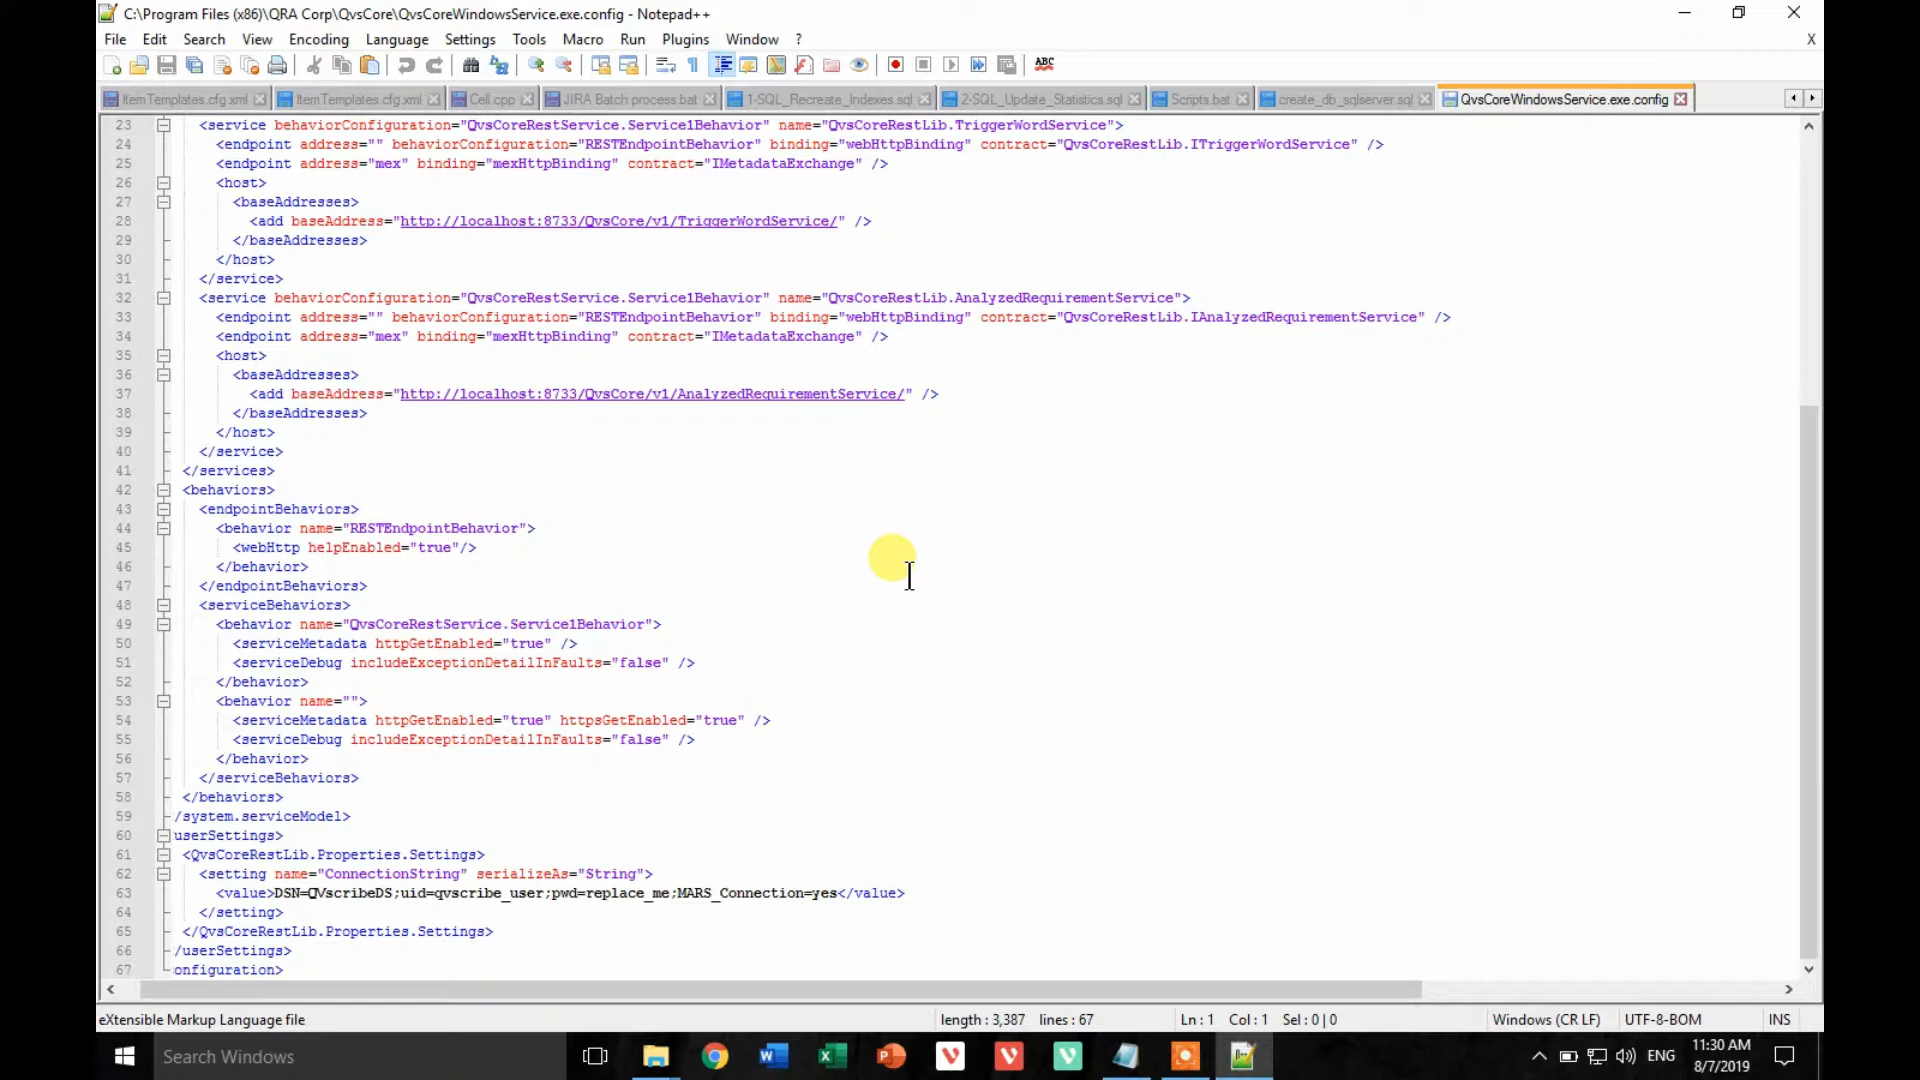 C:\Program Files (x86)\QRA Corp\QvsCore\QvsCoreWindowsService.exe.config - Notepad++
File Edit Search View Encoding Language Settings Tools Macro Run Plugins Window ? X
ABC
ItemTemplates.cfg.xml ItemTemplates.cfg.xml Cell.cpp JIRA Batch process.bat 1-SQL_Recreate_Indexes.sql 2-SQL_Update_Statistics.sql Scripts.bat create_db_sqlserver.sql QvsCoreWindowsService.exe.config
23 <service behaviorConfiguration="QvsCoreRestService.Service1Behavior" name="QvsCoreRestLib.TriggerWordService">
24 <endpoint address="" behaviorConfiguration="RESTEndpointBehavior" binding="webHttpBinding" contract="QvsCoreRestLib.ITriggerWordService" />
25 <endpoint address="mex" binding="mexHttpBinding" contract="IMetadataExchange" />
26 <host>
27 <baseAddresses>
28 <add baseAddress="http://localhost:8733/QvsCore/v1/TriggerWordService/" />
29 </baseAddresses>
30 </host>
31 </service>
32 <service behaviorConfiguration="QvsCoreRestService.Service1Behavior" name="QvsCoreRestLib.AnalyzedRequirementService">
33 <endpoint address="" behaviorConfiguration="RESTEndpointBehavior" binding="webHttpBinding" contract="QvsCoreRestLib.IAnalyzedRequirementService" />
34 <endpoint address="mex" binding="mexHttpBinding" contract="IMetadataExchange" />
35 <host>
36 <baseAddresses>
37 <add baseAddress="http://localhost:8733/QvsCore/v1/AnalyzedRequirementService/" />
38 </baseAddresses>
39 </host>
40 </service>
41 </services>
42 <behaviors>
43 <endpointBehaviors>
44 <behavior name="RESTEndpointBehavior">
45 <webHttp helpEnabled="true"/>
46 </behavior>
47 </endpointBehaviors>
48 <serviceBehaviors>
49 <behavior name="QvsCoreRestService.Service1Behavior">
50 <serviceMetadata httpGetEnabled="true" />
51 <serviceDebug includeExceptionDetailInFaults="false" />
52 </behavior>
53 <behavior name="">
54 <serviceMetadata httpGetEnabled="true" httpsGetEnabled="true" />
55 <serviceDebug includeExceptionDetailInFaults="false" />
56 </behavior>
57 </serviceBehaviors>
58 </behaviors>
59 /system.serviceModel>
60 userSettings>
61 <QvsCoreRestLib.Properties.Settings>
62 <setting name="ConnectionString" serializeAs="String">
63 <value>DSN=QVscribeDS;uid=qvscribe_user;pwd=replace_me;MARS_Connection=yes</value>
64 </setting>
65 </QvsCoreRestLib.Properties.Settings>
66 /userSettings>
67 onfiguration>
eXtensible Markup Language file length : 3,387 lines : 67 Ln : 1 Col : 1 Sel : 0 | 0 Windows (CR LF) UTF-8-BOM INS
Search Windows ENG 11:30 AM
8/7/2019